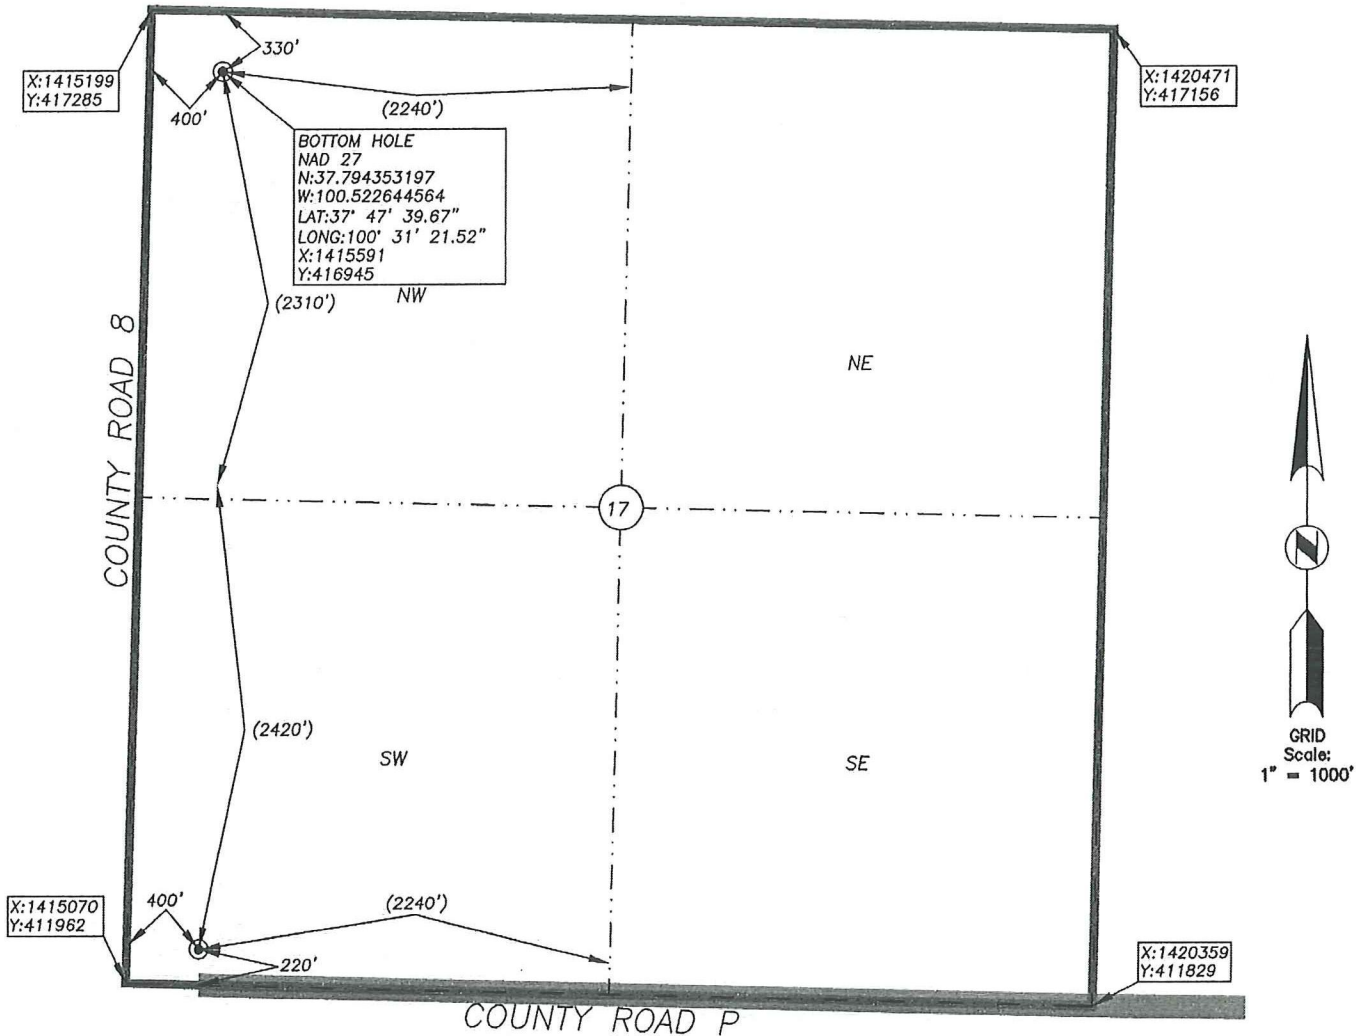 330'
X:1415199
Y:417285
X:1420471
Y:417156
400'
(2240')
BOTTOM HOLE
NAD 27
N:37.794353197
W:100.522644564
LAT:37° 47' 39.67"
LONG:100° 31' 21.52"
X:1415591
Y:416945
NW
(2310')
COUNTY ROAD 8
NE
17
N
(2420')
SW
SE
GRID
Scale:
1" = 1000'
400'
(2240')
X:1415070
Y:411962
220'
X:1420359
Y:411829
COUNTY ROAD P